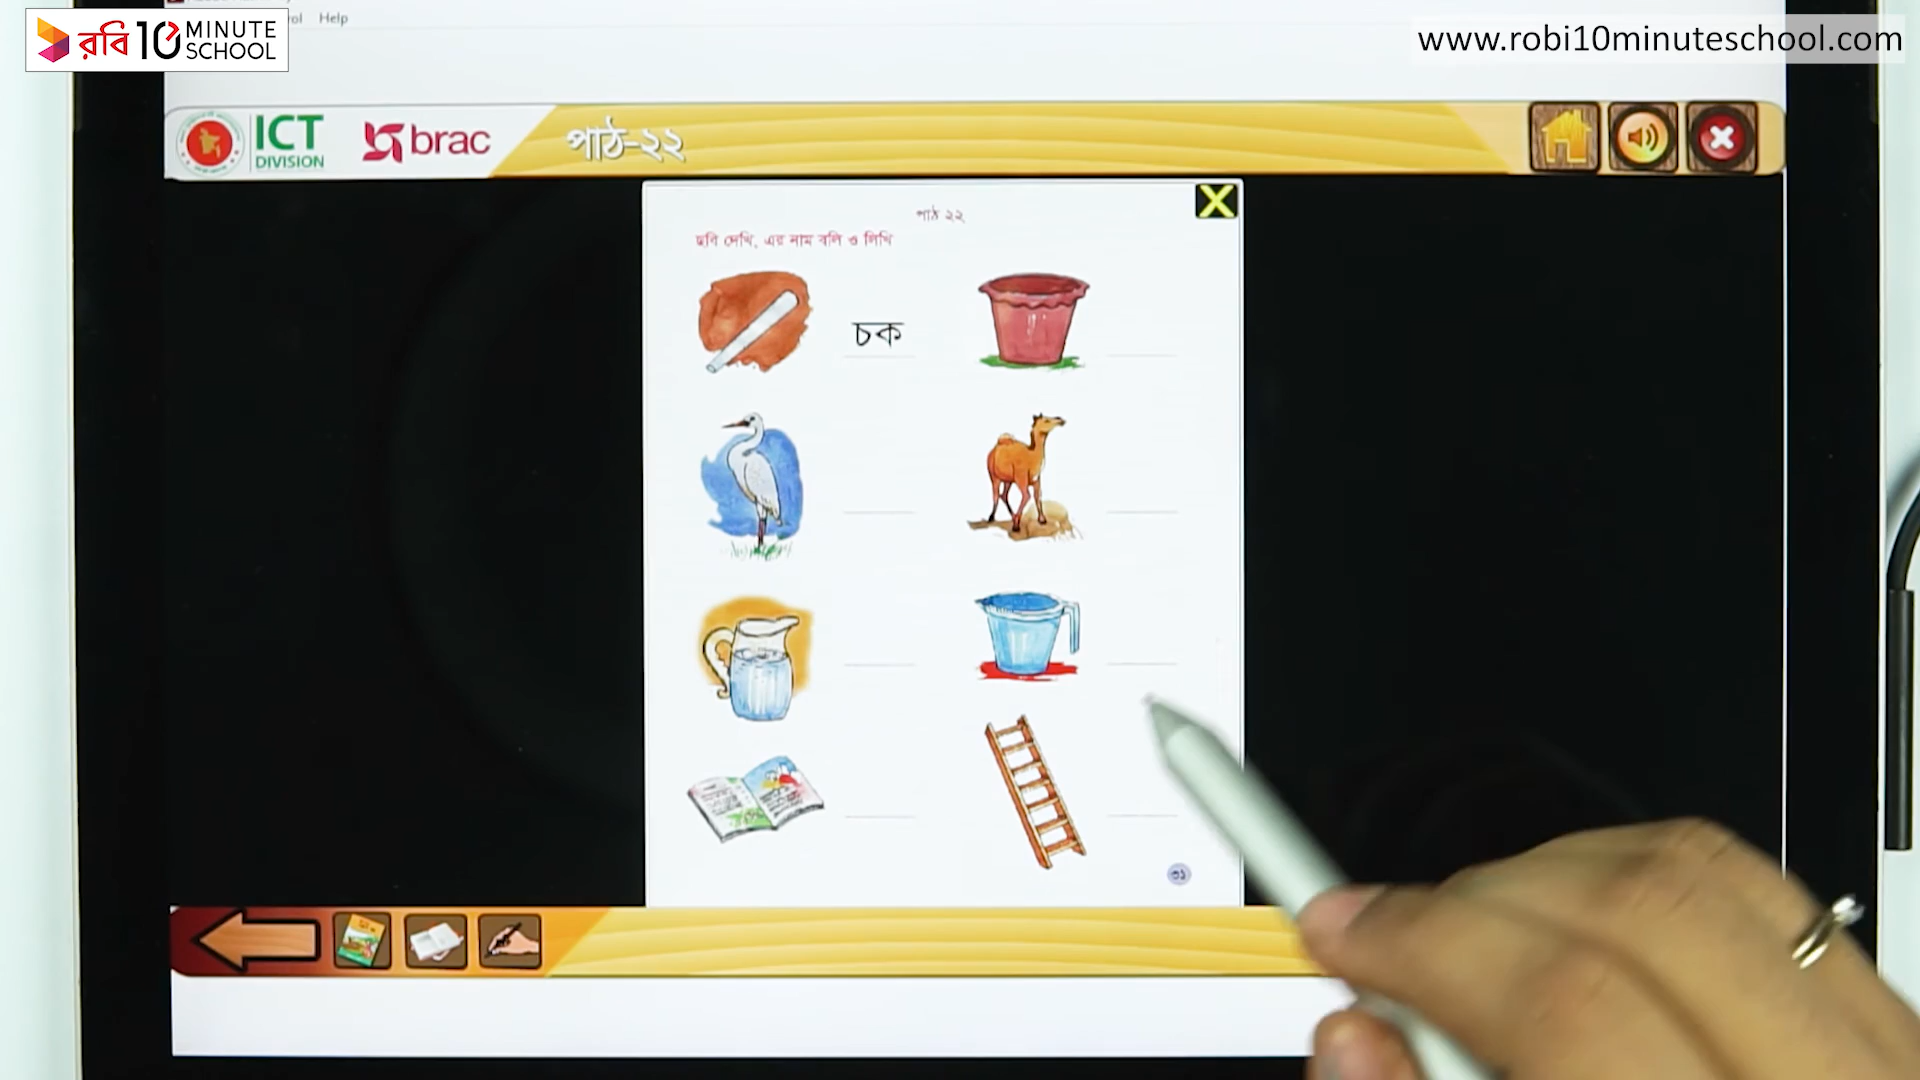 Help
রবি 10 MINUTE SCHOOL
www.robi10minuteschool.com
ICT DIVISION
brac
পাঠ-২২
X
পাঠ ২২
ছবি দেখি, এর নাম বলি ও লিখি
চক
৩১